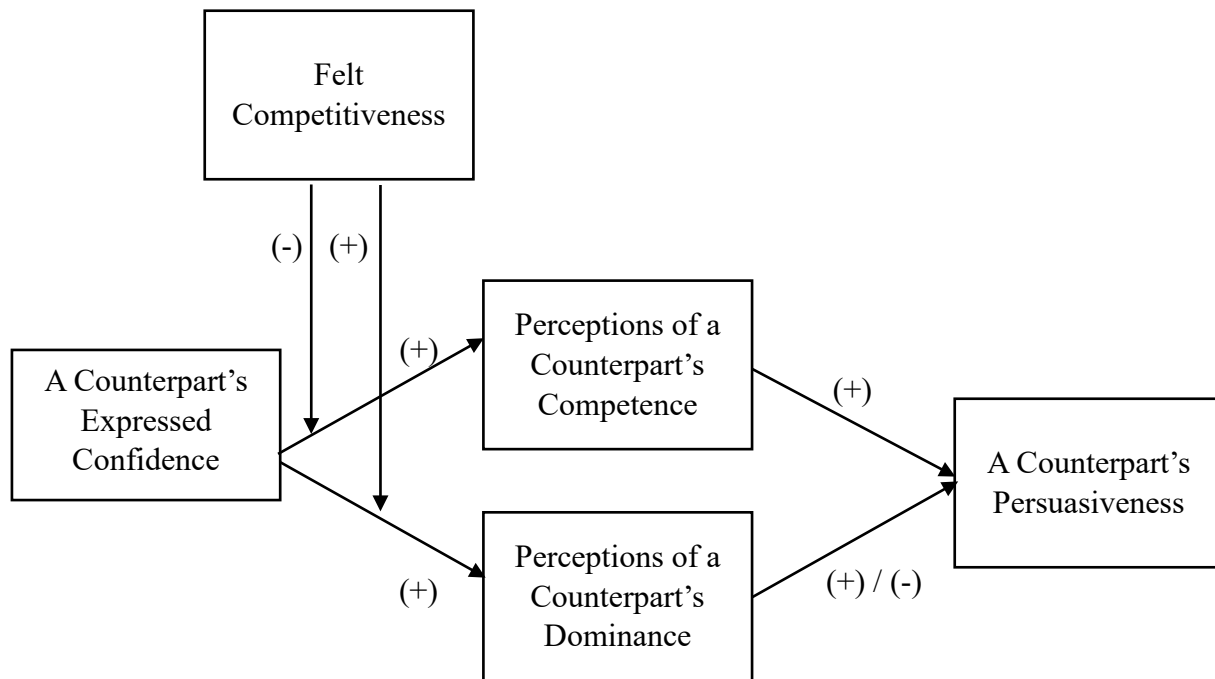 Felt
Competitiveness
(-)
(+)
(+)
Perceptions of a
Counterpart’s
Competence
A Counterpart’s
Expressed
Confidence
(+)
A Counterpart’s
Persuasiveness
(+)
Perceptions of a
Counterpart’s
Dominance
(+) / (-)